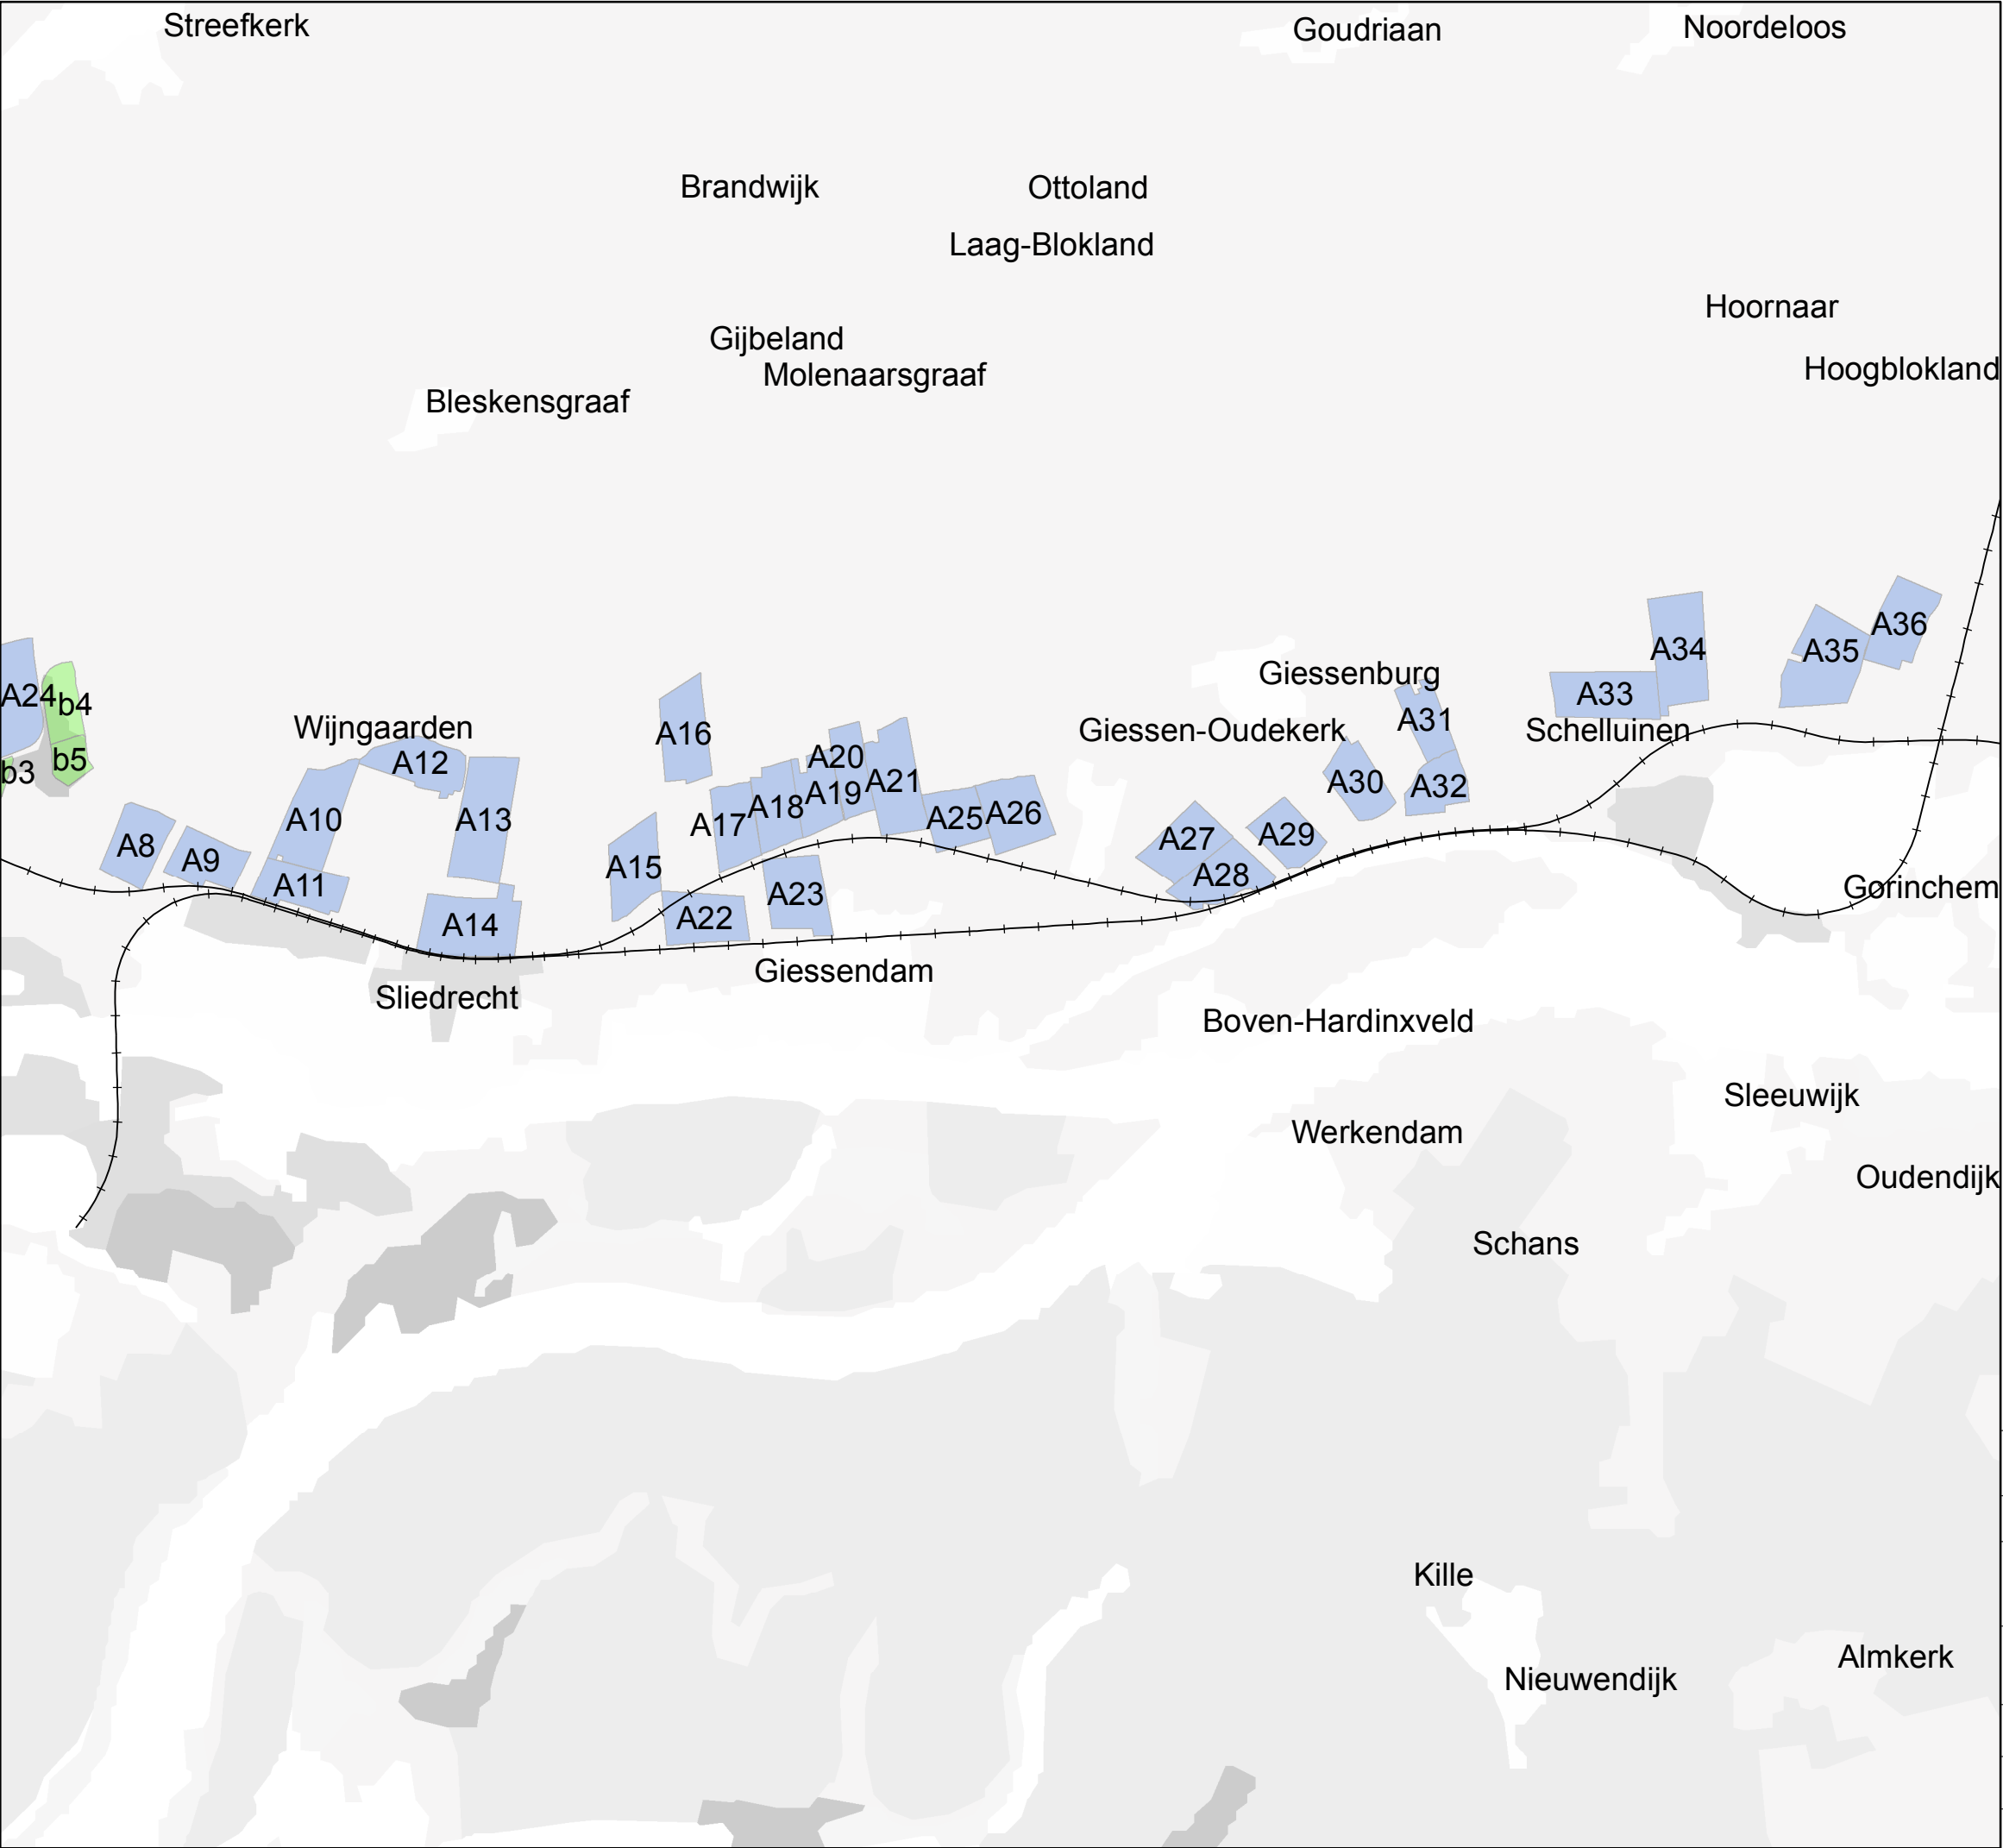 Streefkerk
Goudriaan
Noordeloos
Brandwijk
Ottoland
Laag-Blokland
Hoornaar
Gijbeland
Molenaarsgraaf
Hoogblokland
Bleskensgraaf
A36
A34
A35
Giessenburg
A33
A24
b4
A31
Wijngaarden
A16
Giessen-Oudekerk
Schelluinen
b3
b5
A12
A20
A21
A30
A32
A10
A13
A17
A18
A19
A25
A26
A27
A29
A8
A9
A15
A28
A11
Gorinchem
A14
A22
A23
Giessendam
Sliedrecht
Boven-Hardinxveld
Sleeuwijk
Werkendam
Oudendijk
Schans
Kille
Almkerk
Nieuwendijk